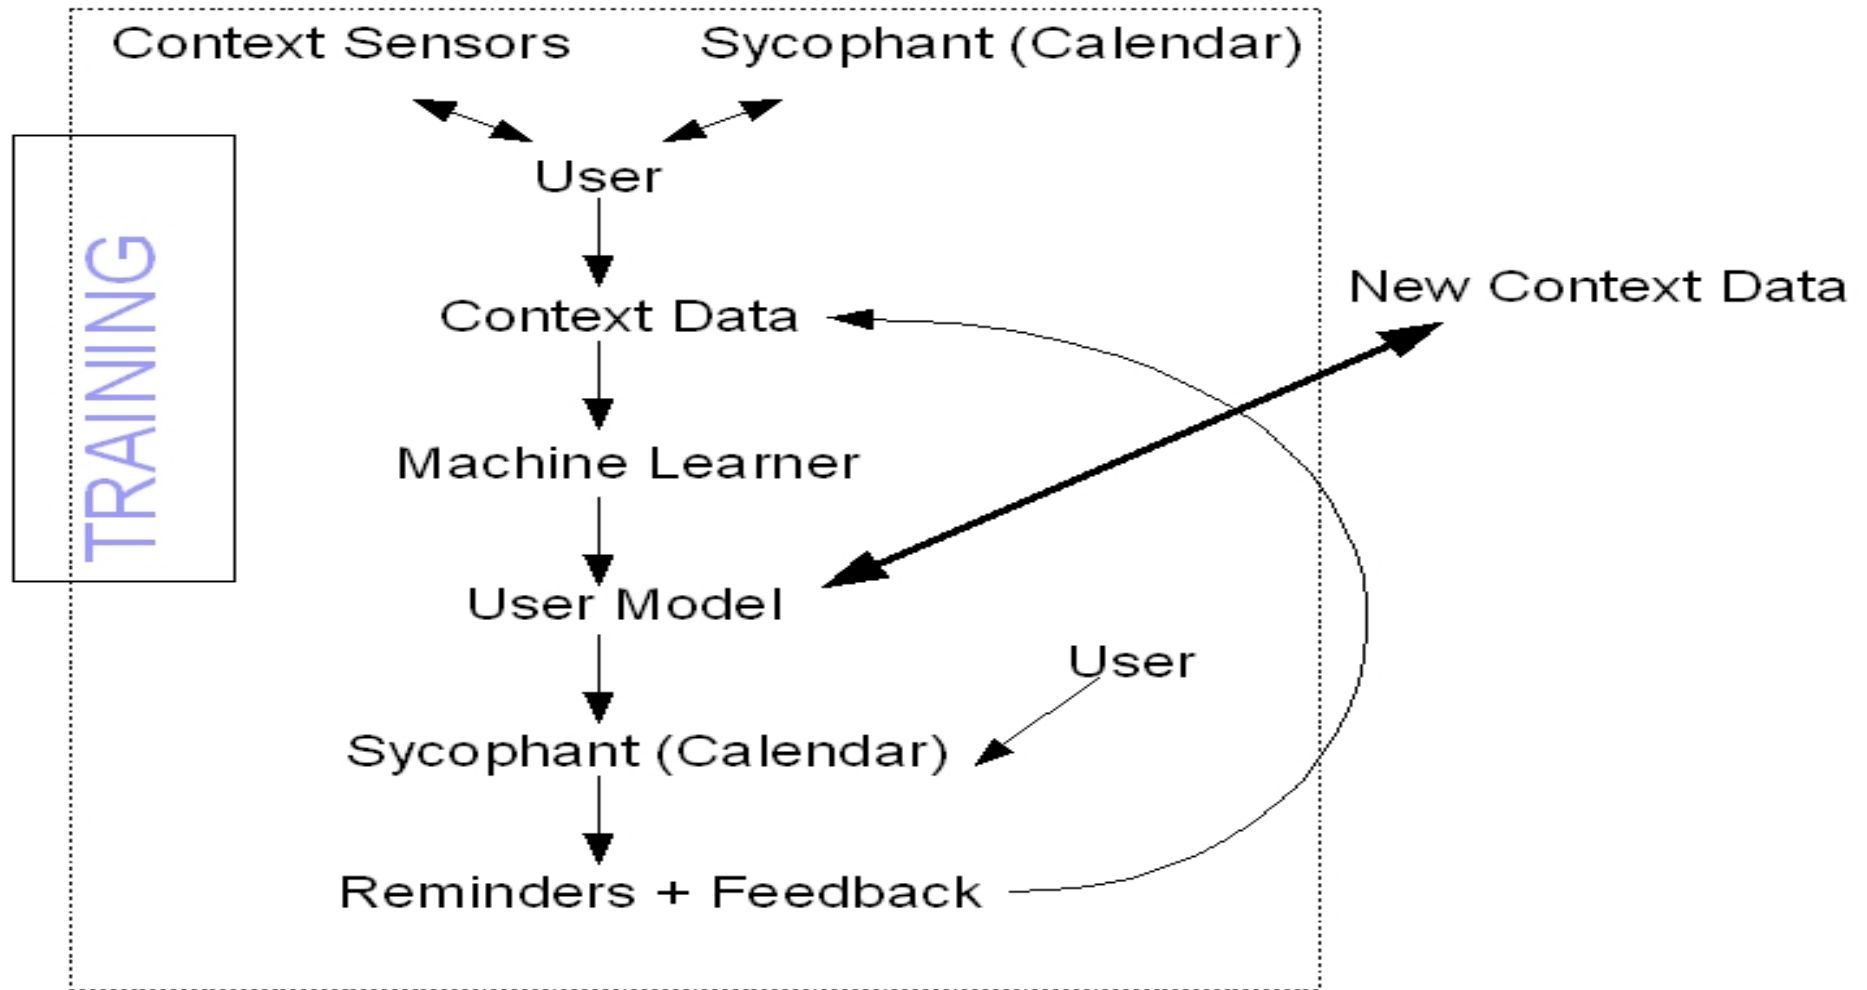 Context Sensors
Sycophant (Calendar)
User
TRAINING
New Context Data
Context Data
Machine Learner
User Model
User
Sycophant (Calendar)
Reminders + Feedback